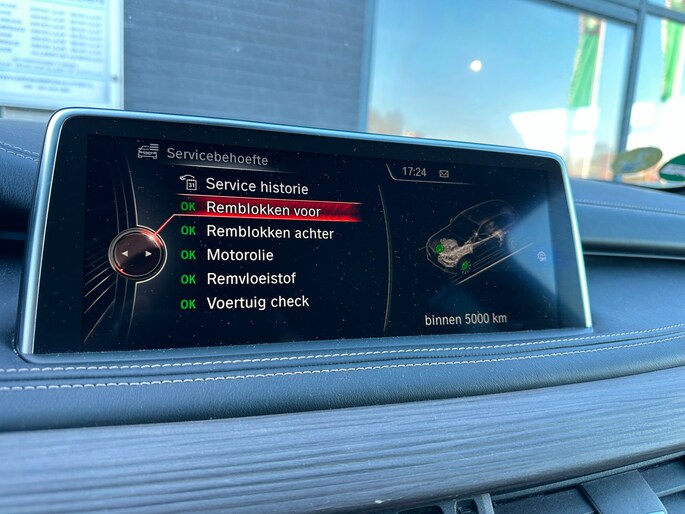 Servicebehoefte
17:24
Service historie
31
OK Remblokken voor
OK Remblokken achter
OK Motorolie
OK Remvloeistof
OK Voertuig check
binnen 5000 km